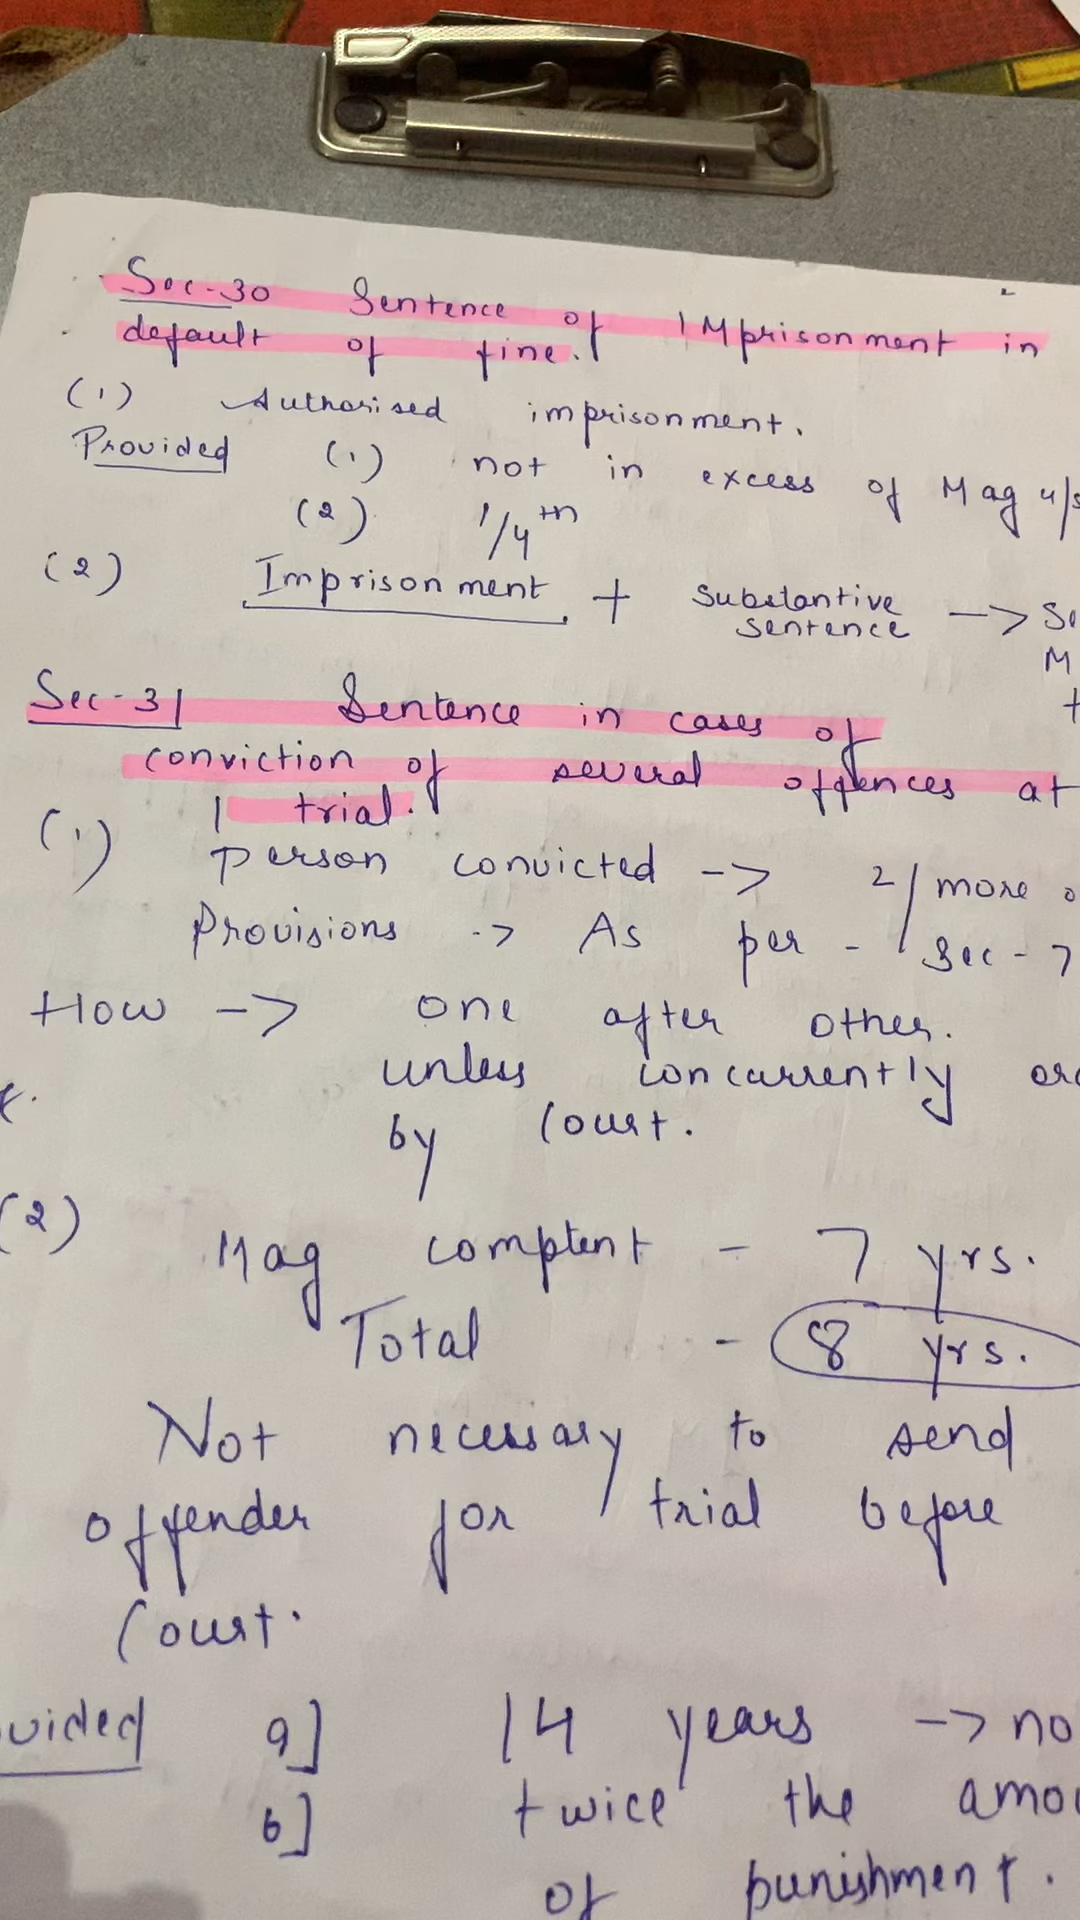 Sec-30 Sentence of Imprisonment in
default of fine.
(1) Authorised imprisonment.
Provided (1) not in excess of Mag u/s
(2) 1/4th
(2) Imprisonment + Substantive
sentence →
M
Sec-31 Sentence in cases of
conviction of several offences at
1 trial.
(1) Person convicted → 2/more
Provisions → As per - Sec-7
How → one after other.
unless concurrently
by Court.
(2) Mag comptent - 7 yrs.
Total - 8 yrs.
Not necessary to send
offender for trial before
Court.
a] 14 years → no
b] twice the
of punishment.